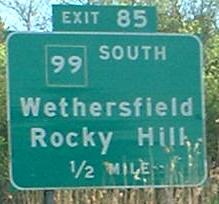 EXIT 85
99 SOUTH
Wethersfield
Rocky Hill
1/2 MILE